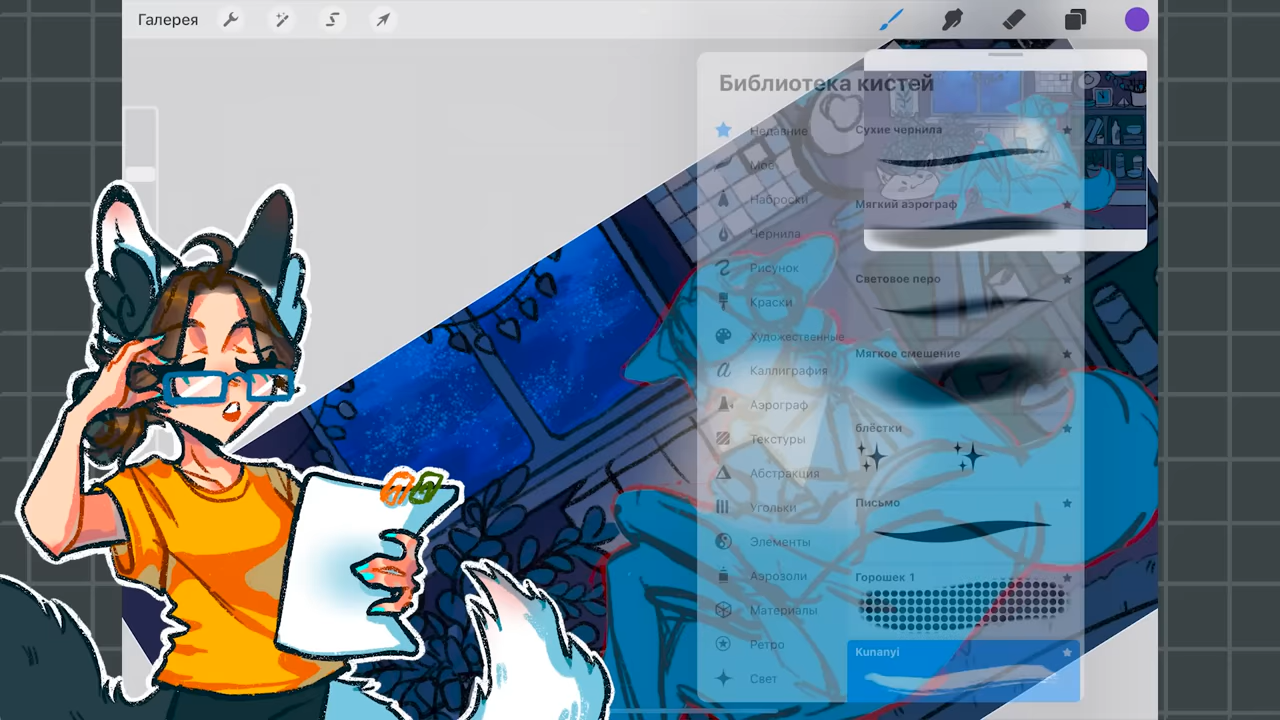 Галерея
Библиотека кистей
Недавние
Мое
Наброски
Чернила
Рисунок
Краски
Художественные
Каллиграфия
Аэрограф
Текстуры
Абстракция
Угольки
Элементы
Аэрозоли
Материалы
Ретро
Свет
Сухие чернила
Мягкий аэрограф
Световое перо
Мягкое смешение
блёстки
Письмо
Горошек 1
Kunanyi